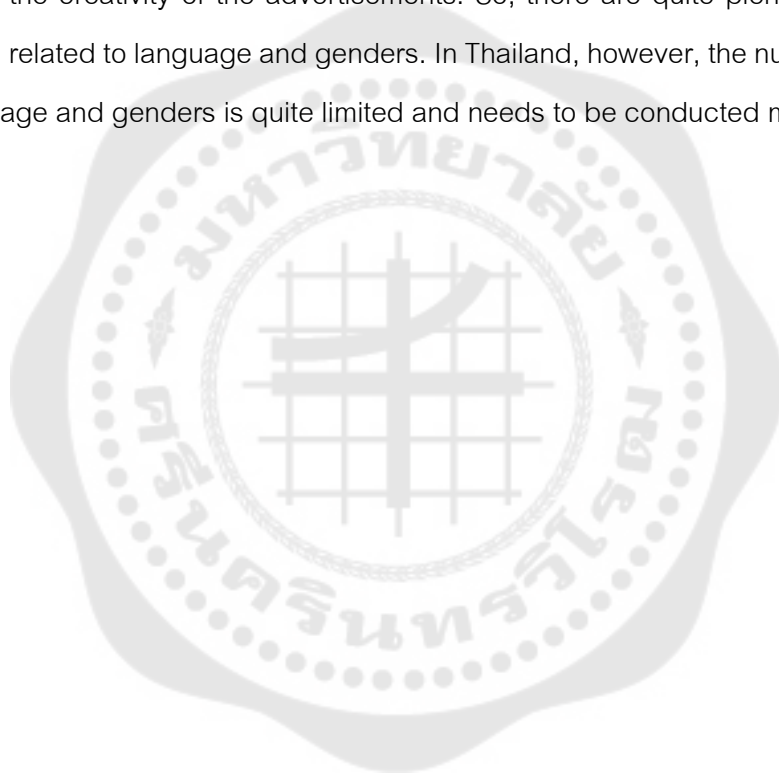 the creativity of the advertisements. So, there are quite plen
related to language and genders. In Thailand, however, the nu
age and genders is quite limited and needs to be conducted m
มหาวิทยาลัย
ศรีนครินทรวิโรฒ